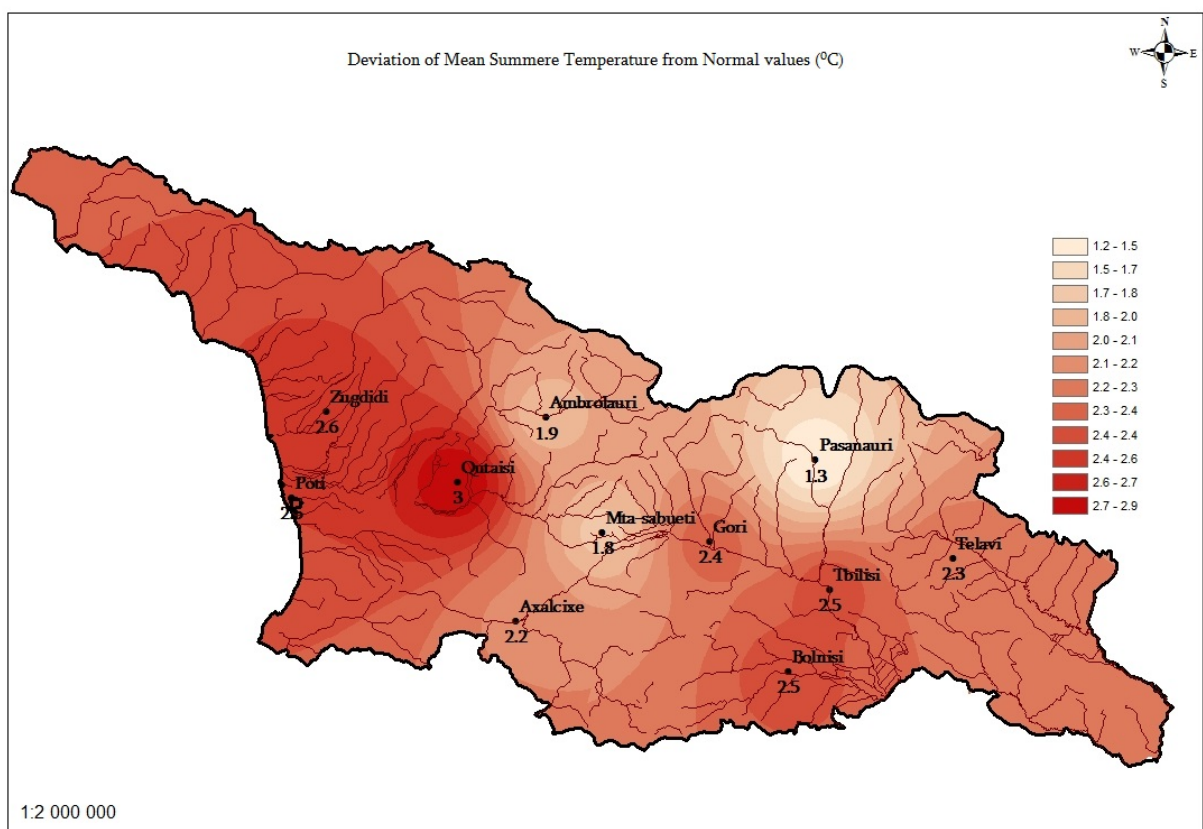 N
W E
S
Deviation of Mean Summere Temperature from Normal values (⁰C)
1.2 - 1.5
1.5 - 1.7
1.7 - 1.8
1.8 - 2.0
2.0 - 2.1
2.1 - 2.2
2.2 - 2.3
2.3 - 2.4
2.4 - 2.4
2.4 - 2.6
2.6 - 2.7
2.7 - 2.9
Zugdidi
2.6
Ambrolauri
1.9
Pasanauri
1.3
Qutaisi
3
Poti
Mta-sabueti
1.8
Gori
2.4
Telavi
2.3
Tbilisi
2.5
Axalcixe
2.2
Bolnisi
2.5
1:2 000 000